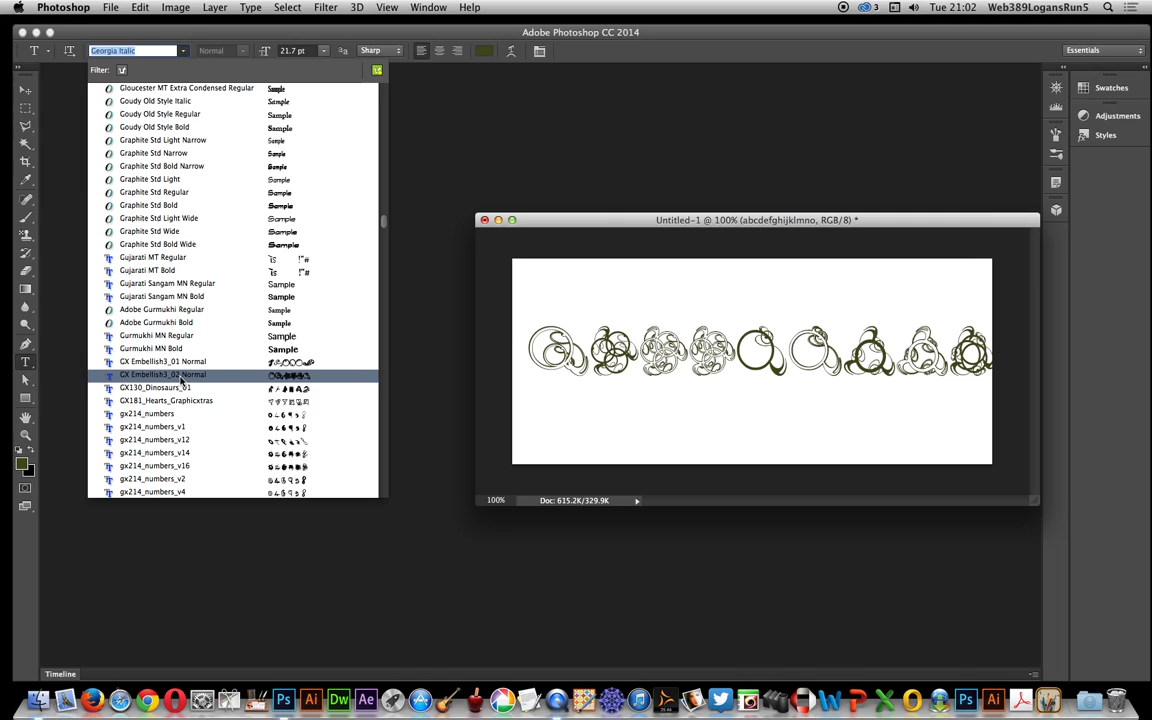 Photoshop File Edit Image Layer Type Select Filter 3D View Window Help 3 Tue 21:02 Web389LogansRun5
Adobe Photoshop CC 2014
T Georgia Italic Normal 21.7 pt Sharp Essentials
Filter:
Gloucester MT Extra Condensed Regular Sample
Goudy Old Style Italic Sample
Goudy Old Style Regular Sample
Goudy Old Style Bold Sample
Graphite Std Light Narrow Sample
Graphite Std Narrow Sample
Graphite Std Bold Narrow Sample
Graphite Std Light Sample
Graphite Std Regular Sample
Graphite Std Bold Sample
Graphite Std Light Wide Sample
Graphite Std Wide Sample
Graphite Std Bold Wide Sample
Gujarati MT Regular
Gujarati MT Bold
Gujarati Sangam MN Regular Sample
Gujarati Sangam MN Bold Sample
Adobe Gurmukhi Regular Sample
Adobe Gurmukhi Bold Sample
Gurmukhi MN Regular Sample
Gurmukhi MN Bold Sample
GX Embellish3_01 Normal
GX Embellish3_02 Normal
GX130_Dinosaurs_01
GX181_Hearts_Graphicxtras
gx214_numbers
gx214_numbers_v1
gx214_numbers_v12
gx214_numbers_v14
gx214_numbers_v16
gx214_numbers_v2
gx214_numbers_v4
Swatches
Adjustments
Styles
Untitled-1 @ 100% (abcdefghijklmno, RGB/8) *
100% Doc: 615.2K/329.9K
Timeline
Ps Ai Dw Ae W P X O Ps Ai